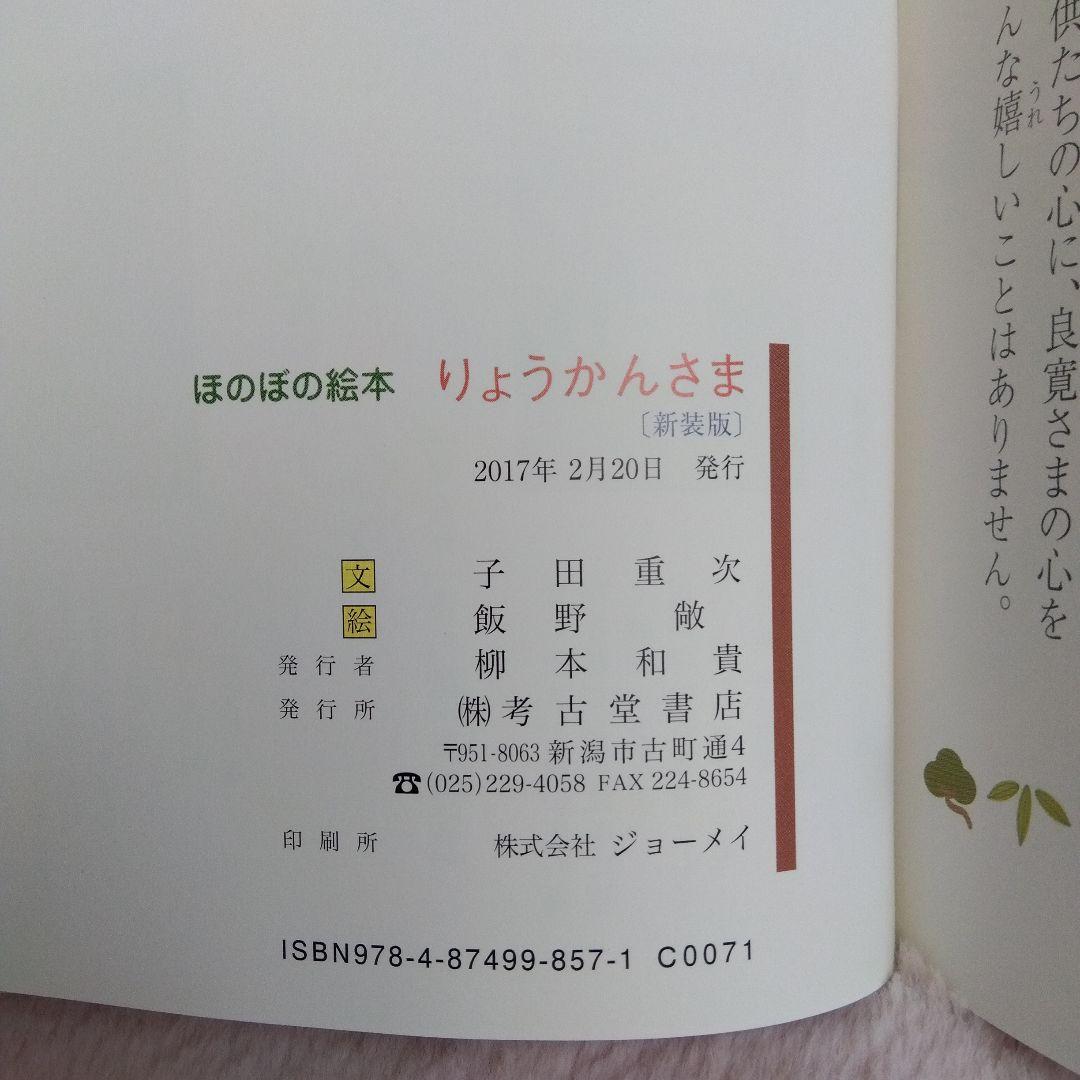 供たちの心に、良寛さまの心を
んな嬉しいことはありません。
うれ
ほのぼの絵本 りょうかんさま
〔新装版〕
2017年 2月20日 発行
文 子田重次
絵 飯野 敞
発行者 柳本和貴
発行所 ㈱考古堂書店
〒951-8063 新潟市古町通4
☎(025)229-4058 FAX 224-8654
印刷所 株式会社 ジョーメイ
ISBN978-4-87499-857-1 C0071